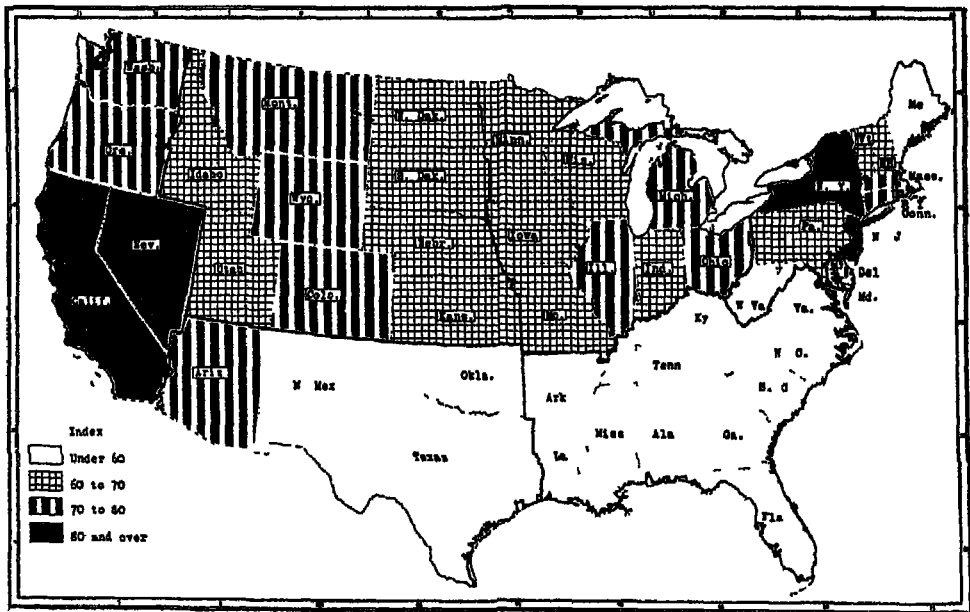 Wash.
Mont.
N. Dak.
Minn.
Me
Ore.
Idaho
Wis.
Mich.
N. Y.
Mass.
Conn.
Wyo.
S. Dak.
Iowa
Nebr.
Pa.
N J
Nev.
Utah
Colo.
Ill.
Ind.
Ohio
Del
Md.
Calif.
Kans.
Mo.
W Va
Va.
Ky
Ariz
N Mex
Okla.
Ark
Tenn
N C.
S. C
Texas
La
Miss
Ala
Ga.
Fla
Index
Under 60
60 to 70
70 to 80
80 and over